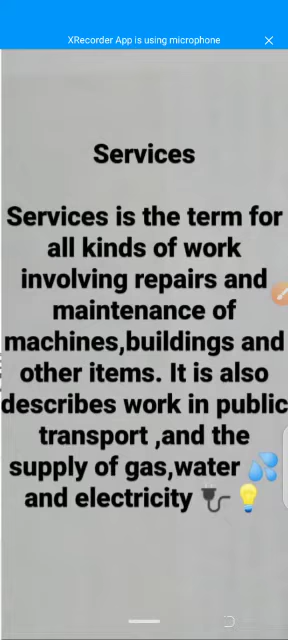 XRecorder App is using microphone
Services
Services is the term for
all kinds of work
involving repairs and
maintenance of
machines,buildings and
other items. It is also
describes work in public
transport ,and the
supply of gas,water 💦
and electricity 🔌💡